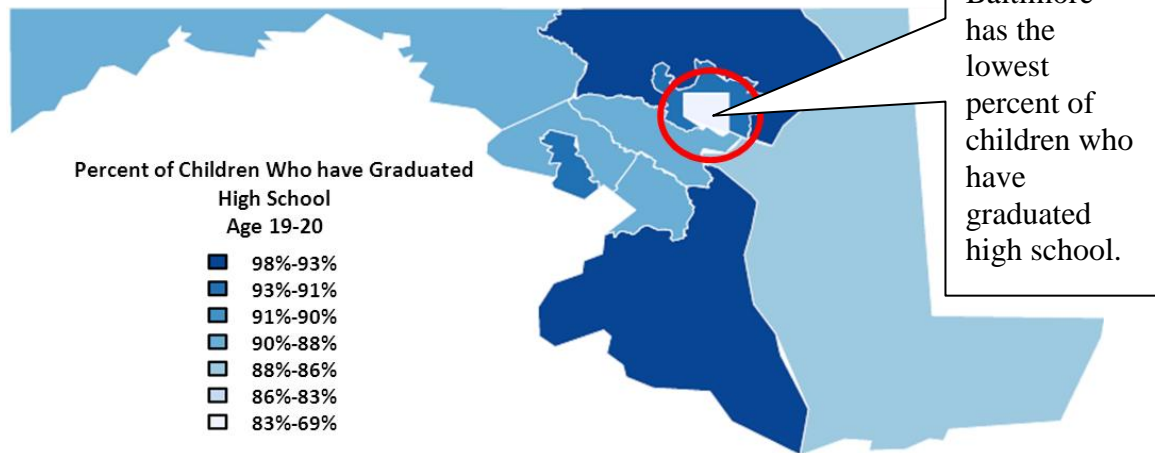 Baltimore
has the
lowest
percent of
children who
have
graduated
high school.
Percent of Children Who have Graduated
High School
Age 19-20
98%-93%
93%-91%
91%-90%
90%-88%
88%-86%
86%-83%
83%-69%